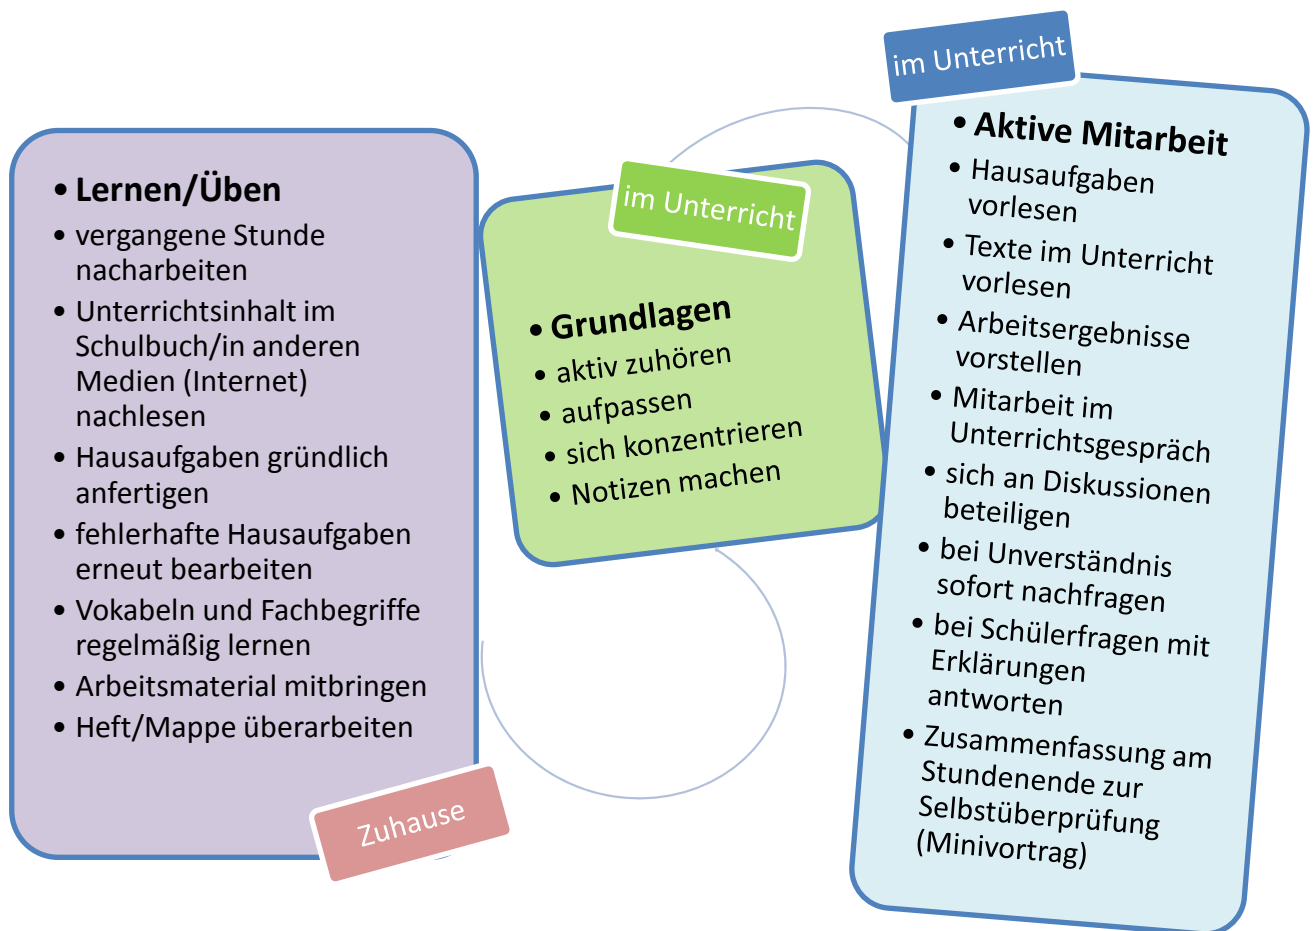 • Lernen/Üben
• vergangene Stunde
nacharbeiten
• Unterrichtsinhalt im
Schulbuch/in anderen
Medien (Internet)
nachlesen
• Hausaufgaben gründlich
anfertigen
• fehlerhafte Hausaufgaben
erneut bearbeiten
• Vokabeln und Fachbegriffe
regelmäßig lernen
• Arbeitsmaterial mitbringen
• Heft/Mappe überarbeiten
Zuhause
im Unterricht
• Grundlagen
• aktiv zuhören
• aufpassen
• sich konzentrieren
• Notizen machen
im Unterricht
• Aktive Mitarbeit
• Hausaufgaben
vorlesen
• Texte im Unterricht
vorlesen
• Arbeitsergebnisse
vorstellen
• Mitarbeit im
Unterrichtsgespräch
• sich an Diskussionen
beteiligen
• bei Unverständnis
sofort nachfragen
• bei Schülerfragen mit
Erklärungen
antworten
• Zusammenfassung am
Stundenende zur
Selbstüberprüfung
(Minivortrag)